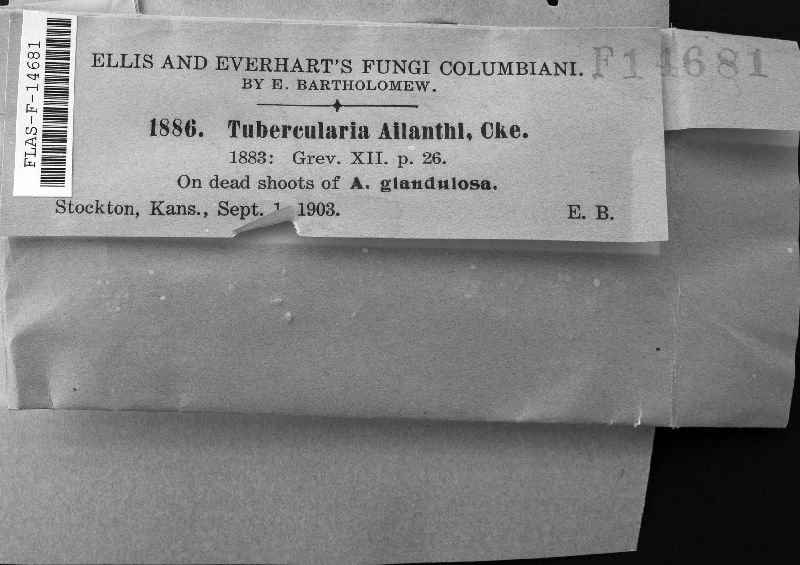 FLAS-F-14681
ELLIS AND EVERHART'S FUNGI COLUMBIANI.
F14681
BY E. BARTHOLOMEW.
1886. Tubercularia Ailanthi, Cke.
1883: Grev. XII. p. 26.
On dead shoots of A. glandulosa.
Stockton, Kans., Sept. 1903.
E. B.